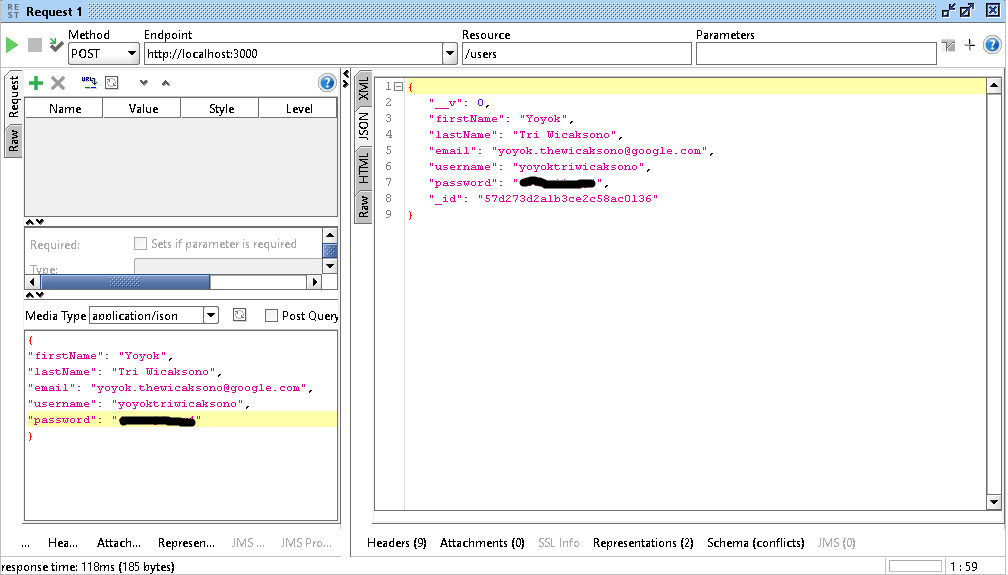 RE
ST
Request 1
Method
Endpoint
Resource
Parameters
POST
http://localhost:3000
/users
Request
Raw
URL
Name Value Style Level
Required:
Sets if parameter is required
Type:
Media Type application/json Post Query
{
"firstName": "Yoyok",
"lastName": "Tri Wicaksono",
"email": "yoyok.thewicaksono@google.com",
"username": "yoyoktriwicaksono",
"password": " "
}
... Hea... Attach... Represen... JMS ... JMS Pro...
XML
JSON
HTML
Raw
1 {
2 "__v": 0,
3 "firstName": "Yoyok",
4 "lastName": "Tri Wicaksono",
5 "email": "yoyok.thewicaksono@google.com",
6 "username": "yoyoktriwicaksono",
7 "password": " ",
8 "_id": "57d273d2a1b3ce2c58ac0136"
9 }
Headers (9) Attachments (0) SSL Info Representations (2) Schema (conflicts) JMS (0)
response time: 118ms (185 bytes)
1 : 59